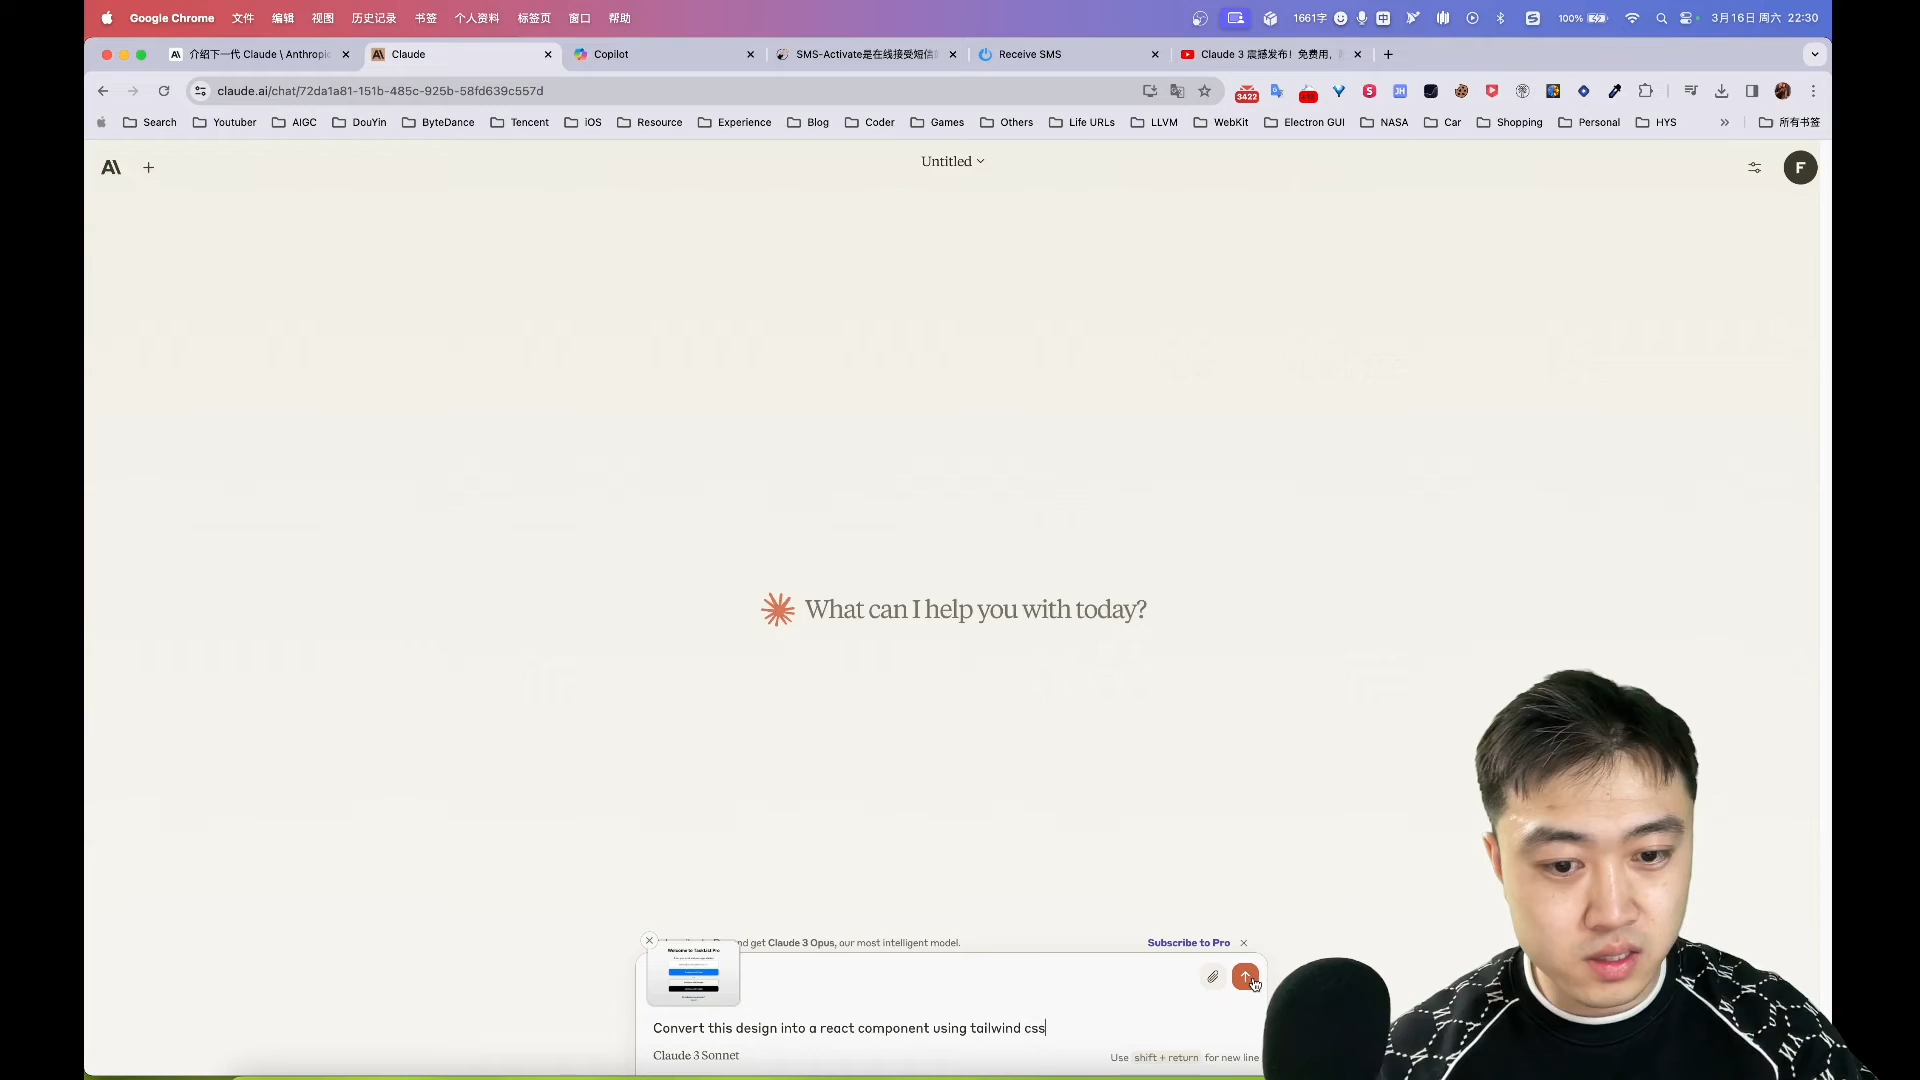 Google Chrome 文件 编辑 视图 历史记录 书签 个人资料 标签页 窗口 帮助 1661字 中 100% 3月16日 周六 22:30
介绍下一代 Claude \ Anthropic Claude Copilot SMS-Activate是在线接受短信 Receive SMS Claude 3 震撼发布！免费用，
claude.ai/chat/72da1a81-151b-485c-925b-58fd639c557d 3422
Search Youtuber AIGC DouYin ByteDance Tencent iOS Resource Experience Blog Coder Games Others Life URLs LLVM WebKit Electron GUI NASA Car Shopping Personal HYS 所有书签
Untitled
F
What can I help you with today?
nd get Claude 3 Opus, our most intelligent model. Subscribe to Pro
Welcome to TaskList Pro
Convert this design into a react component using tailwind css
Claude 3 Sonnet Use shift + return for new line